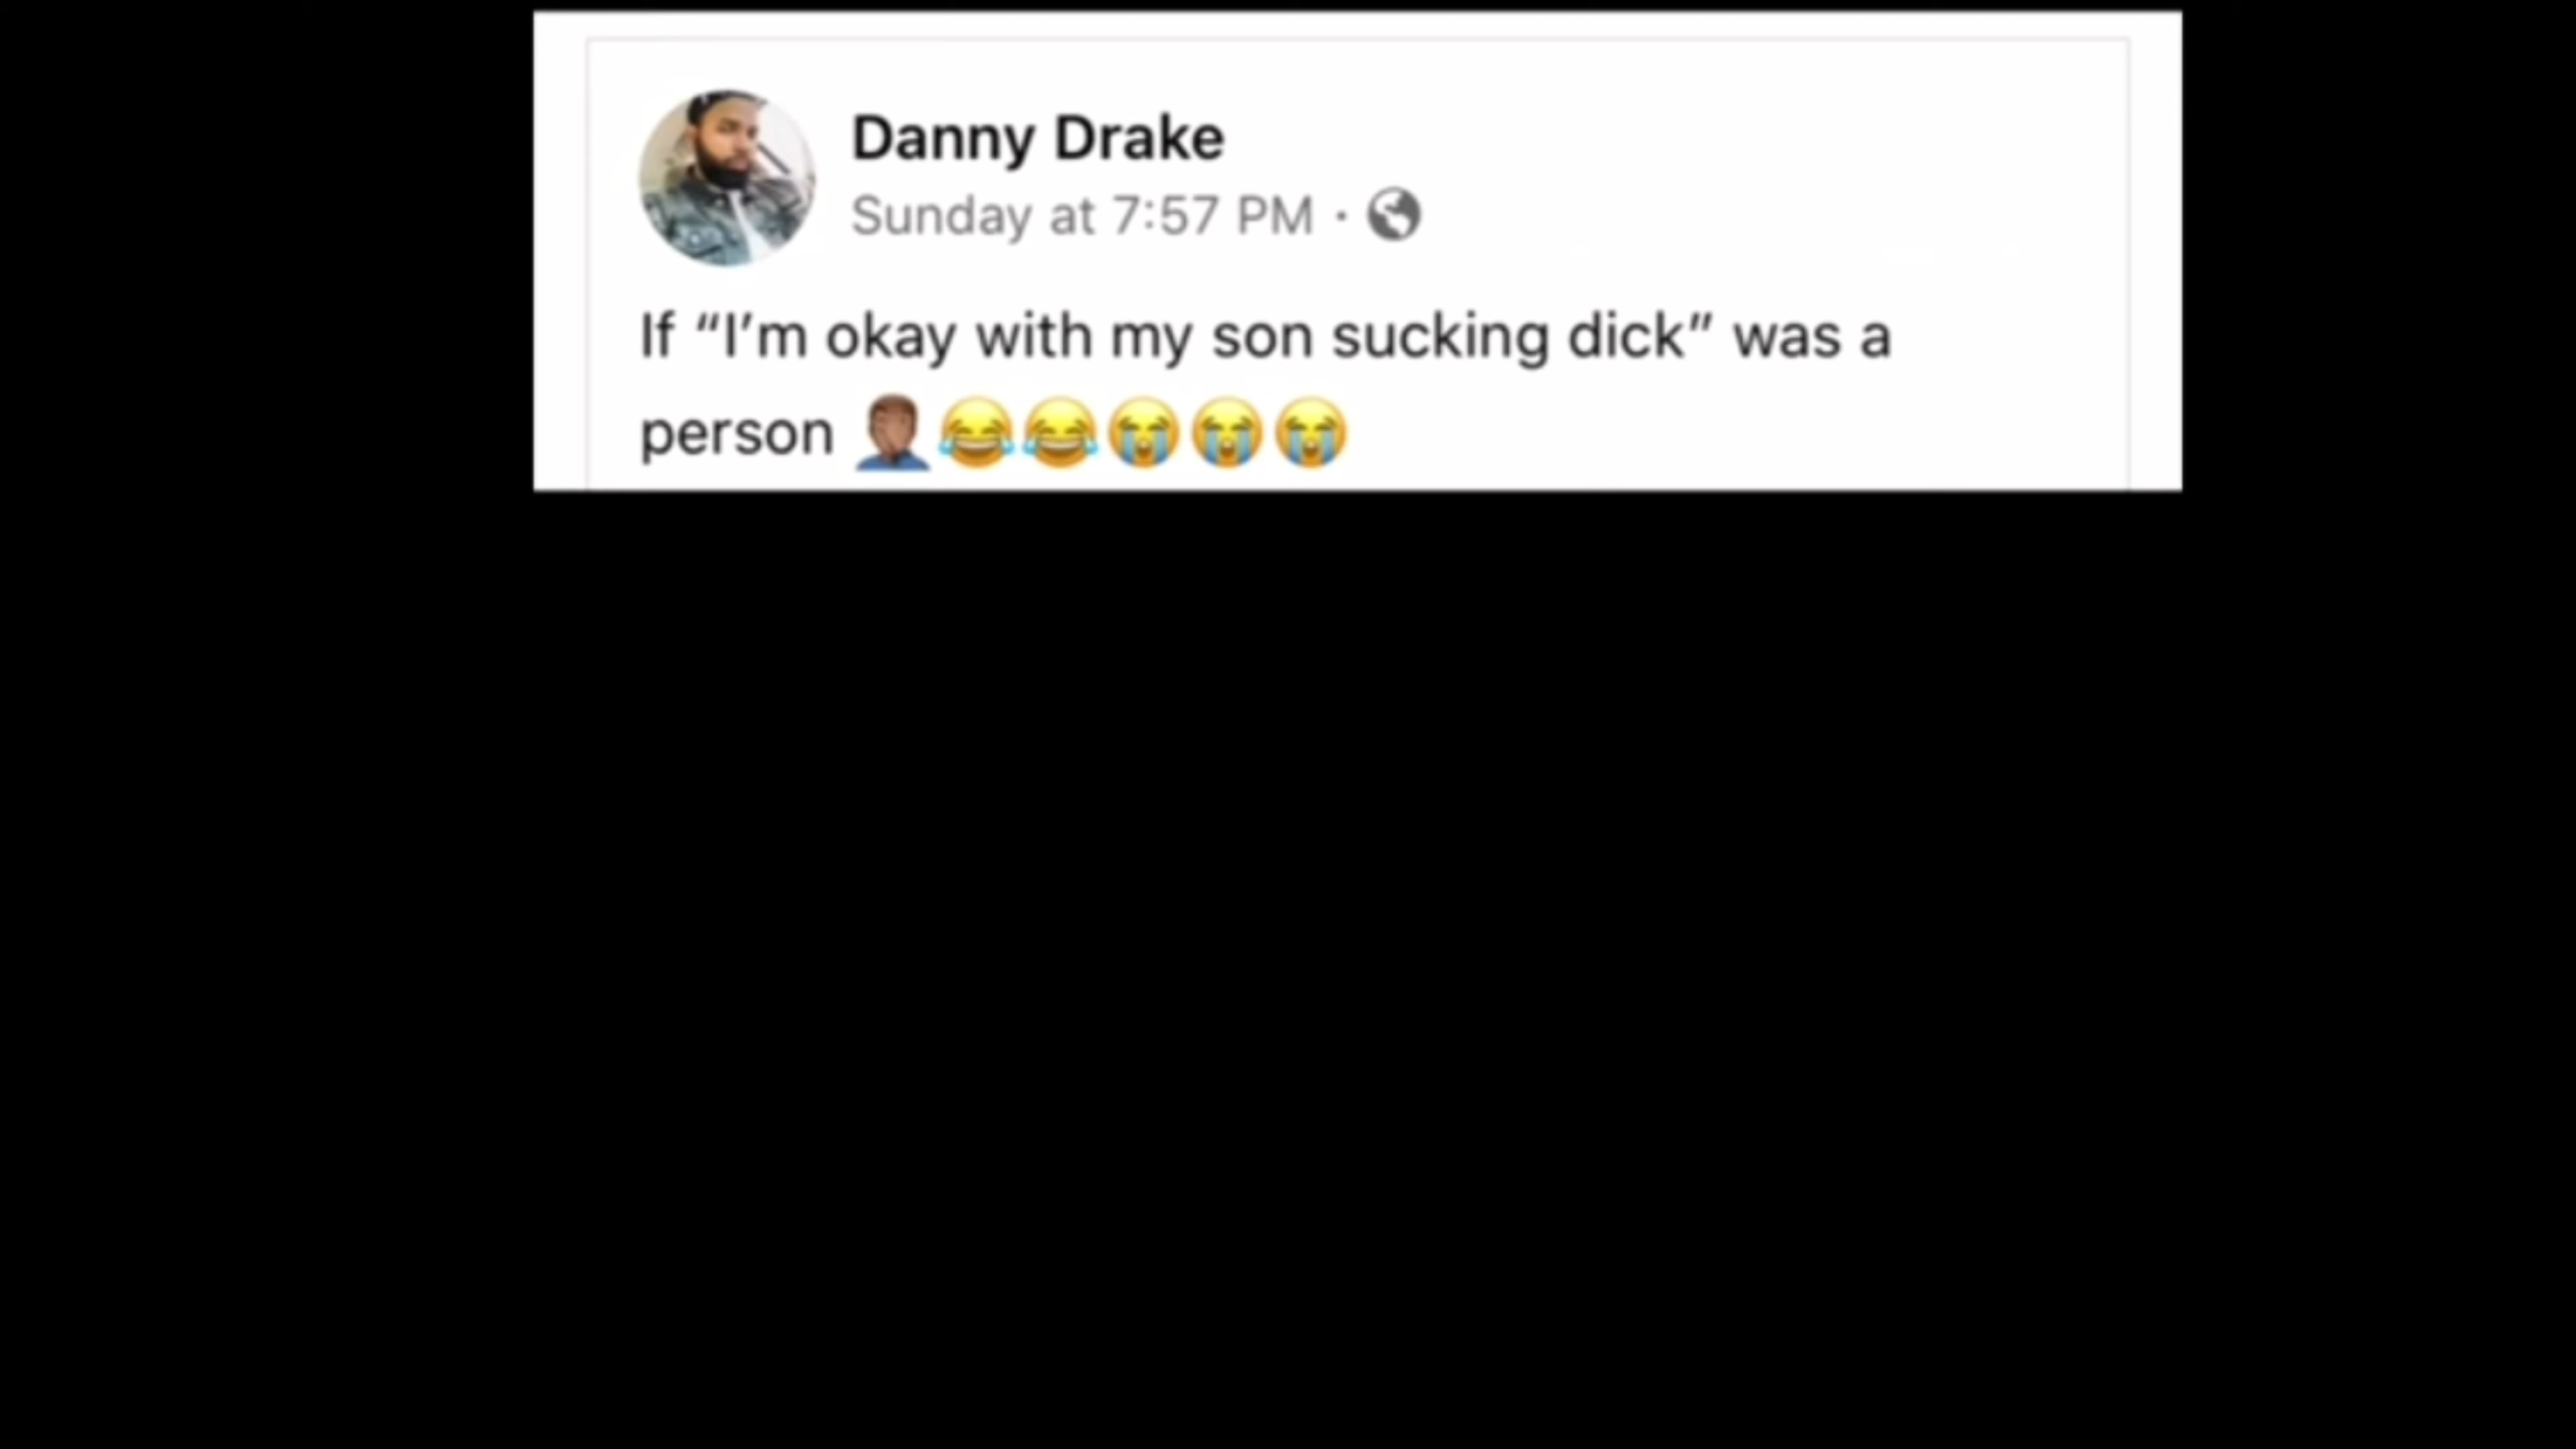 Danny Drake
Sunday at 7:57 PM ·
If “I’m okay with my son sucking dick” was a
person 🤦🏾‍♂️😂😂😭😭😭